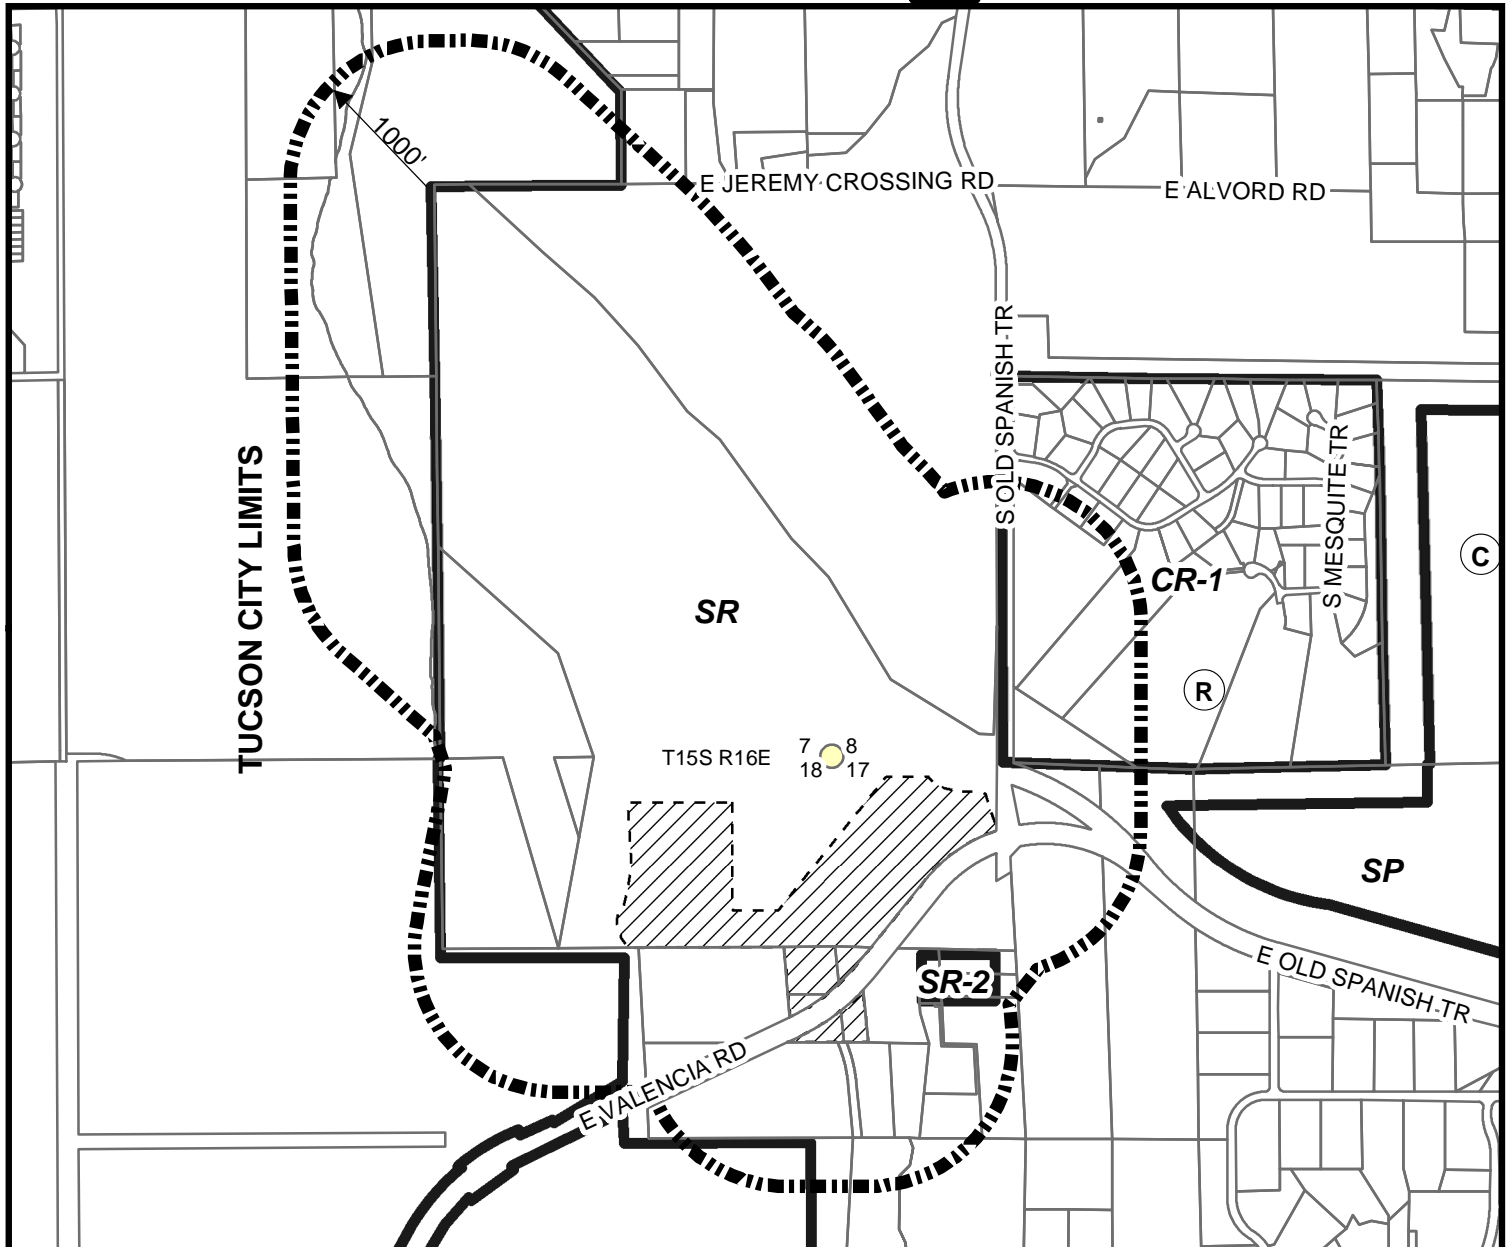 1000'
E JEREMY CROSSING RD
E ALVORD RD
S OLD SPANISH TR
S MESQUITE TR
TUCSON CITY LIMITS
C
CR-1
SR
R
T15S R16E
7 8
18 17
SP
SR-2
E OLD SPANISH TR
E VALENCIA RD